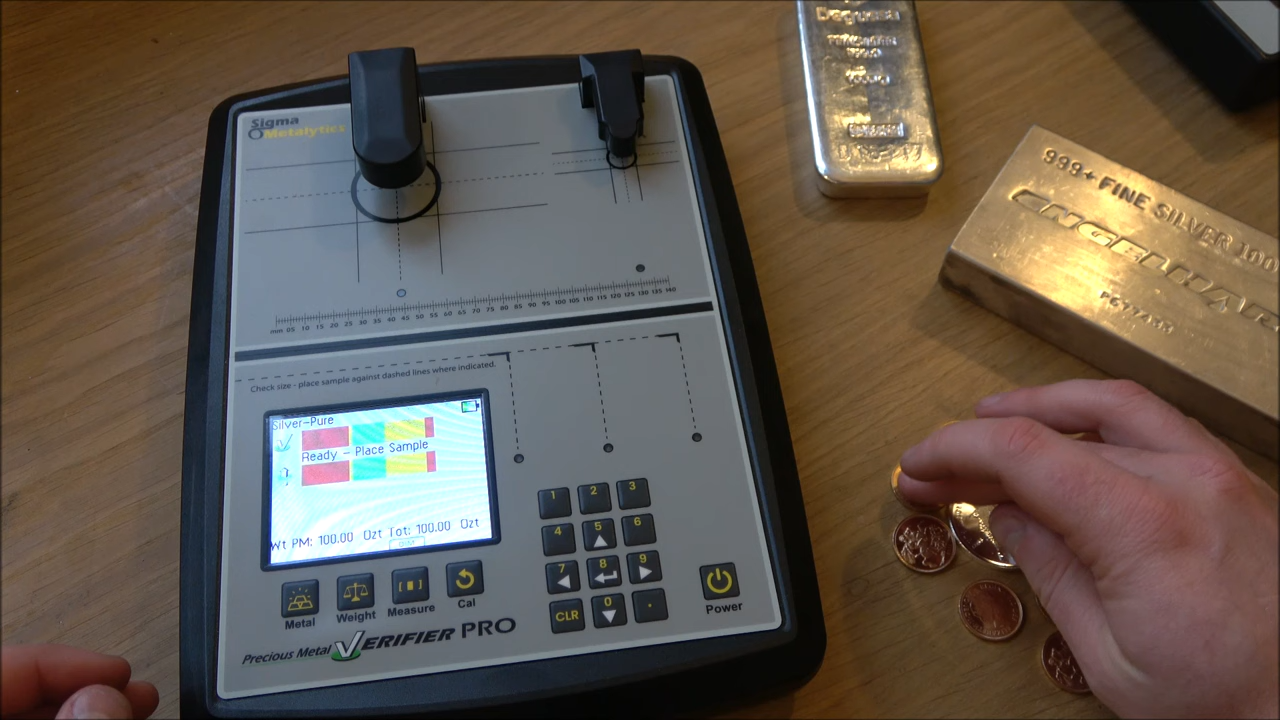 Sigma
Metalytics
mm 05 10 15 20 25 30 35 40 45 50 55 60 65 70 75 80 85 90 95 100 105 110 115 120 125 130 135 140
Check size - place sample against dashed lines where indicated.
Silver-Pure
Ready - Place Sample
Wt PM: 100.00 Ozt Tot: 100.00 Ozt
Metal
Weight
Measure
Cal
Precious Metal VERIFIER PRO
1 2 3
4 5 6
7 8 9
CLR 0 .
Power
Degussa
999+ FINE SILVER 100
ENGELHAR
P677433